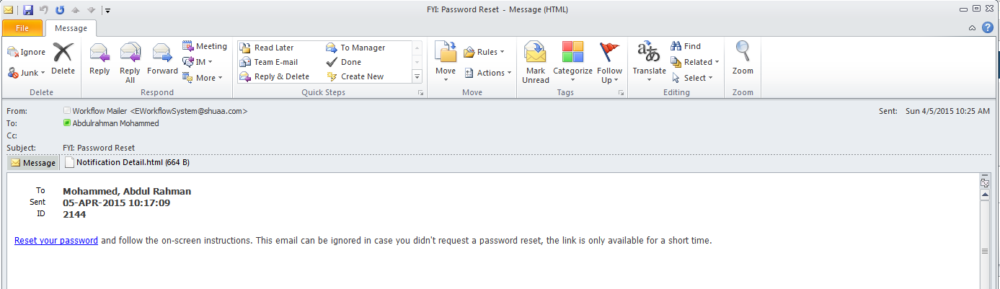 FYI: Password Reset - Message (HTML)
File Message
Ignore
Junk
Delete
Delete
Reply
Reply All
Forward
Meeting
IM
More
Respond
Read Later To Manager
Team E-mail Done
Reply & Delete Create New
Quick Steps
Move
Rules
Actions
Move
Mark Unread
Categorize
Follow Up
Tags
Translate
Find
Related
Select
Editing
Zoom
Zoom
From: Workflow Mailer <EWorkflowSystem@shuaa.com> Sent: Sun 4/5/2015 10:25 AM
To: Abdulrahman Mohammed
Cc:
Subject: FYI: Password Reset
Message Notification Detail.html (664 B)
To Mohammed, Abdul Rahman
Sent 05-APR-2015 10:17:09
ID 2144
Reset your password and follow the on-screen instructions. This email can be ignored in case you didn't request a password reset, the link is only available for a short time.